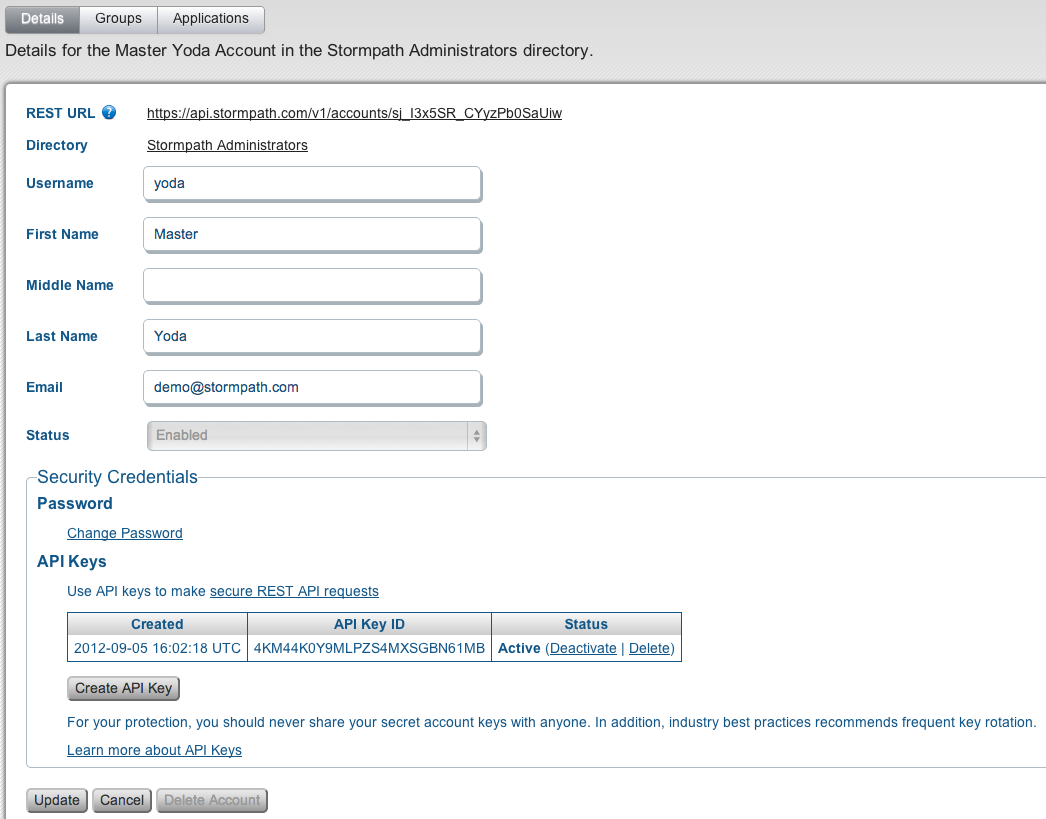 Details Groups Applications
Details for the Master Yoda Account in the Stormpath Administrators directory.
REST URL ? https://api.stormpath.com/v1/accounts/sj_I3x5SR_CYyzPb0SaUiw
Directory Stormpath Administrators
Username yoda
First Name Master
Middle Name
Last Name Yoda
Email demo@stormpath.com
Status Enabled
Security Credentials
Password
Change Password
API Keys
Use API keys to make secure REST API requests
Created API Key ID Status
2012-09-05 16:02:18 UTC 4KM44K0Y9MLPZS4MXSGBN61MB Active (Deactivate | Delete)
Create API Key
For your protection, you should never share your secret account keys with anyone. In addition, industry best practices recommends frequent key rotation.
Learn more about API Keys
Update Cancel Delete Account